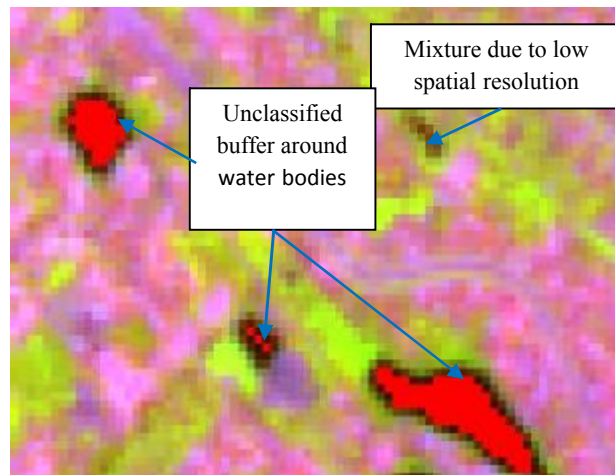 Mixture due to low
spatial resolution
Unclassified
buffer around
water bodies